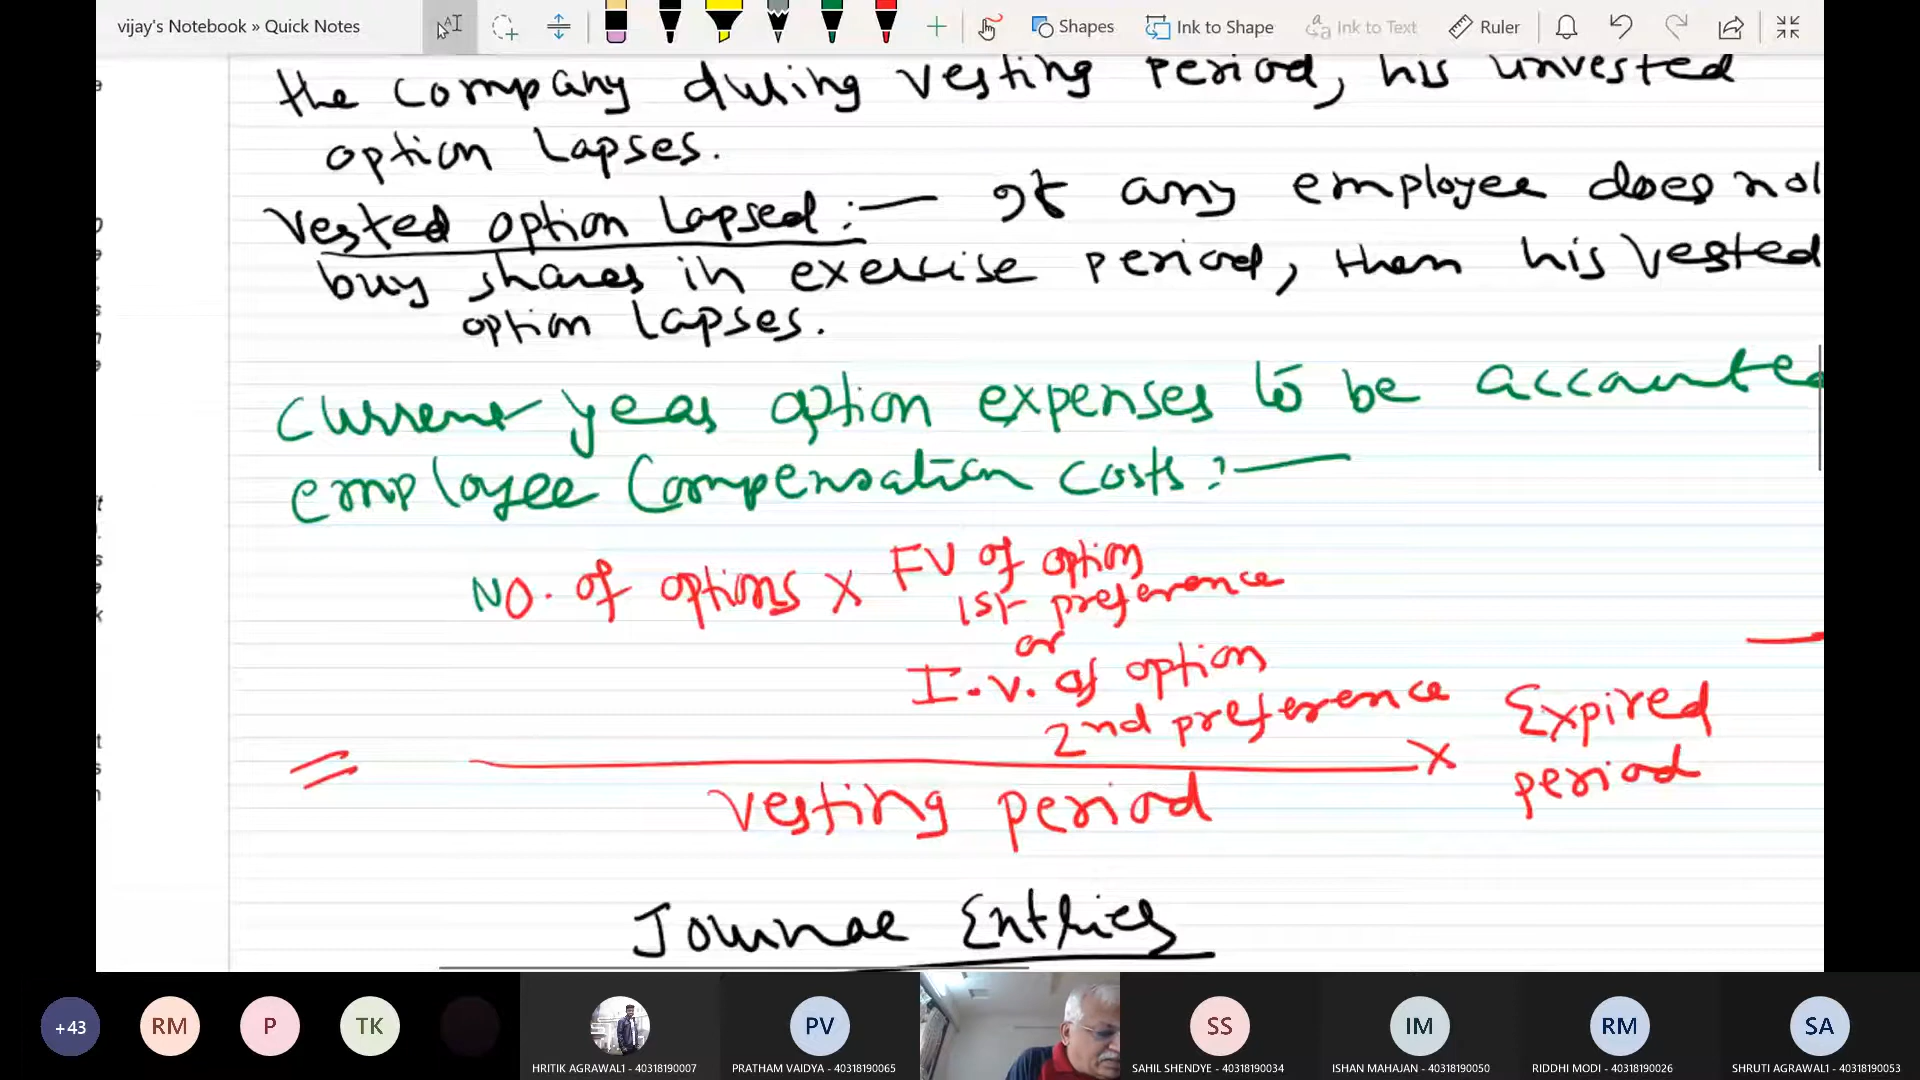 vijay's Notebook » Quick Notes
Shapes
Ink to Shape
Ink to Text
Ruler
the company during vesting period, his unvested
option lapses.
Vested option lapsed :— If any employee does not
buy shares in exercise period, then his vested
option lapses.
Current year option expenses to be accounted
employee compensation costs :—
NO. of options X FV of option
1st preference
or
I.V. of option
2nd preference
= X Expired
period
Vesting period
Journal Entries
+43
RM
P
TK
HRITIK AGRAWAL1 - 40318190007
PV
PRATHAM VAIDYA - 40318190065
SS
SAHIL SHENDYE - 40318190034
IM
ISHAN MAHAJAN - 40318190050
RM
RIDDHI MODI - 40318190026
SA
SHRUTI AGRAWAL1 - 40318190053